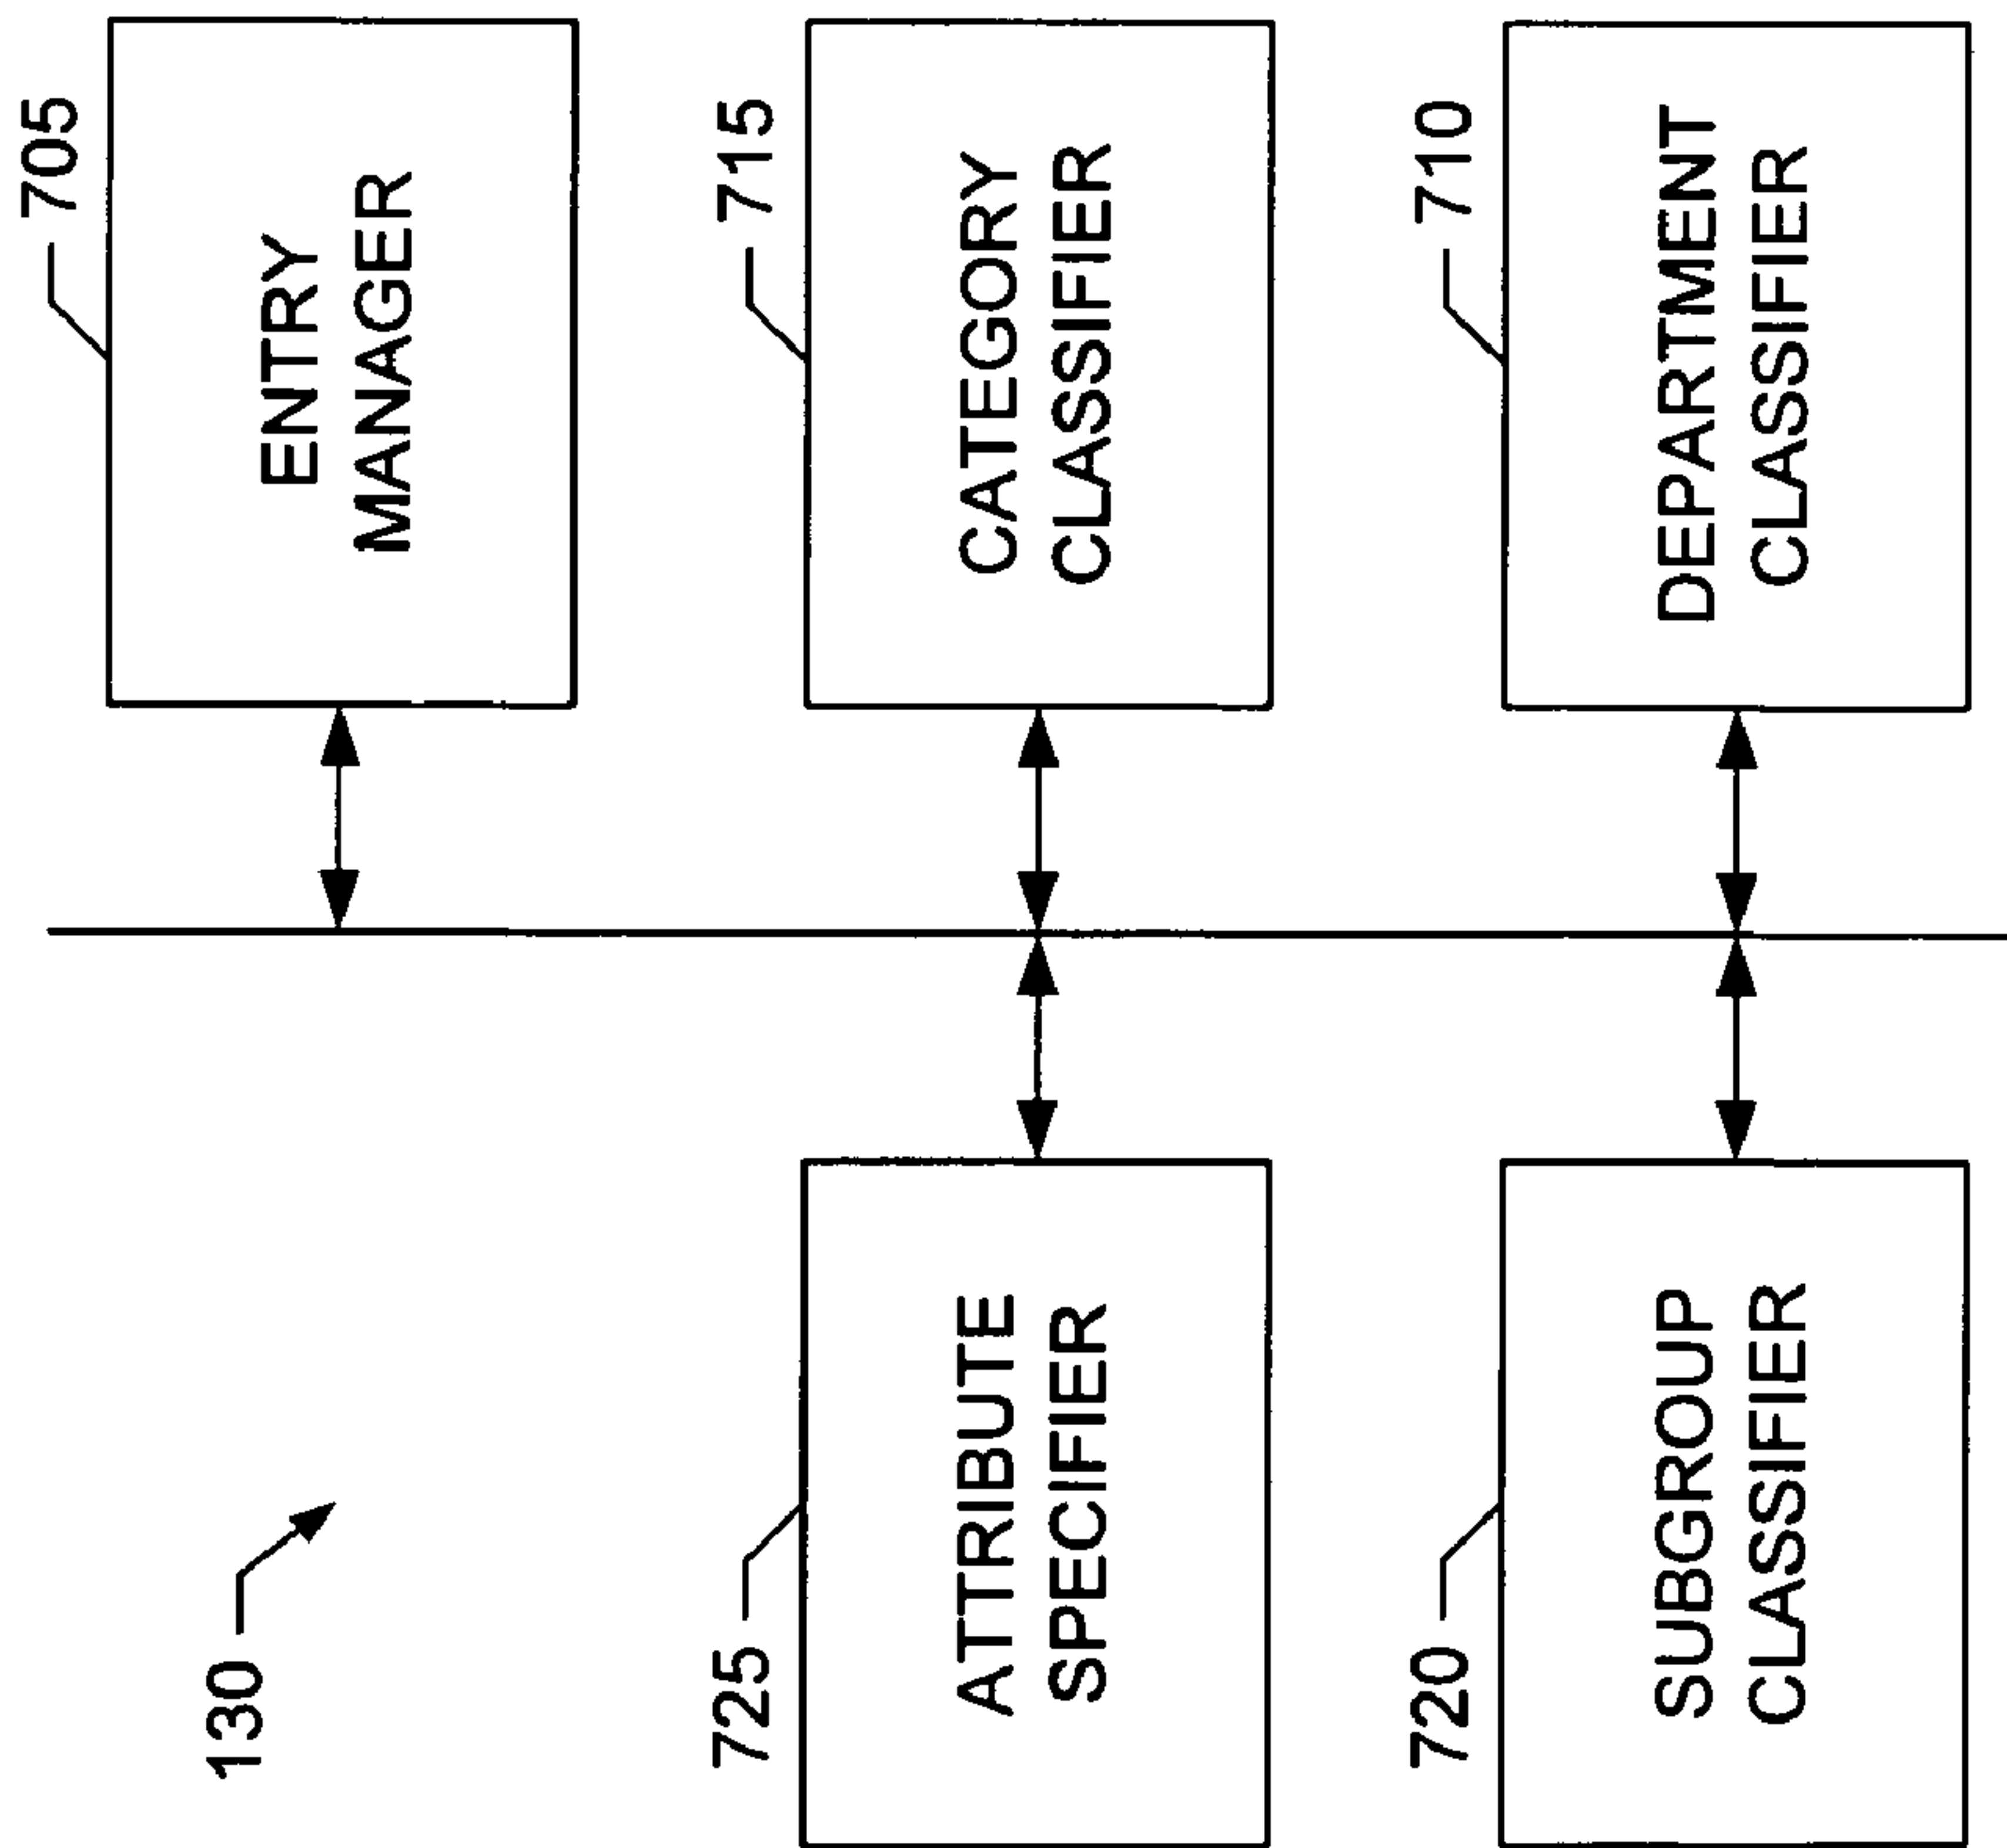 130
705
ENTRY
MANAGER
725
ATTRIBUTE
SPECIFIER
715
CATEGORY
CLASSIFIER
720
SUBGROUP
CLASSIFIER
710
DEPARTMENT
CLASSIFIER